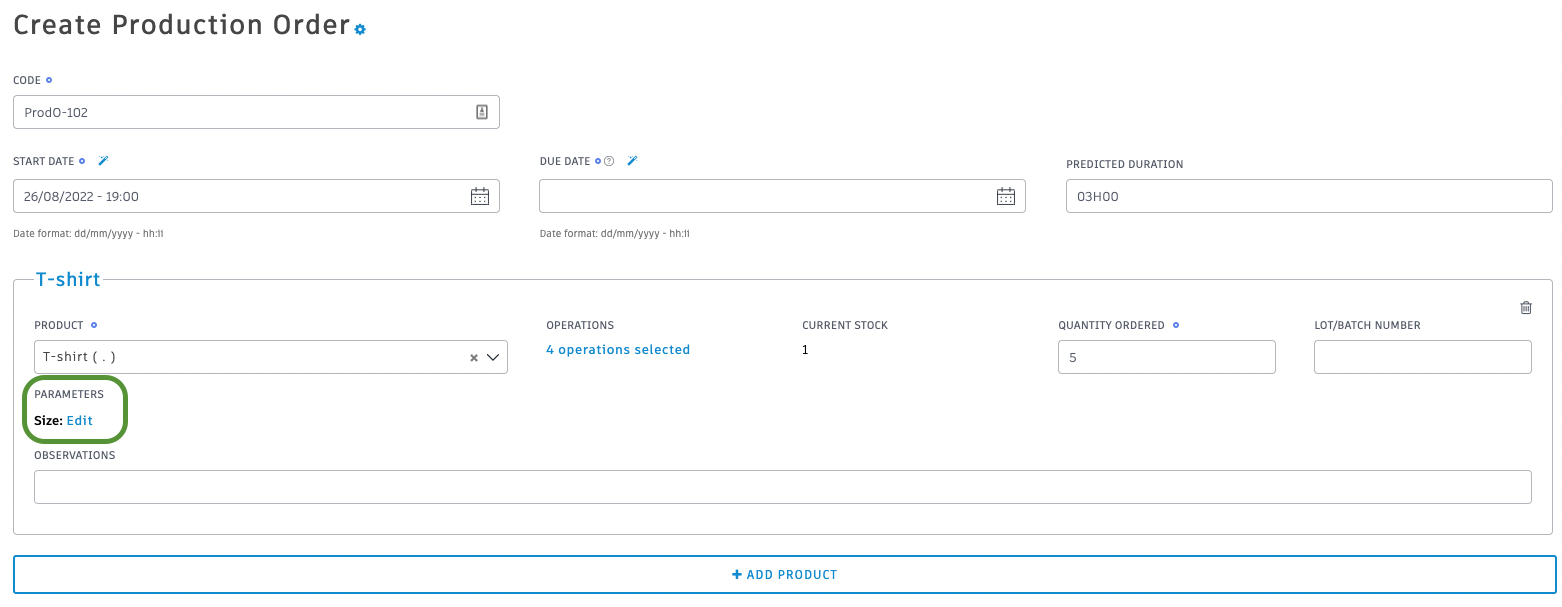 Create Production Order
CODE
ProdO-102
START DATE
DUE DATE
PREDICTED DURATION
26/08/2022 - 19:00
03H00
Date format: dd/mm/yyyy - hh:ii
Date format: dd/mm/yyyy - hh:ii
T-shirt
PRODUCT
OPERATIONS
CURRENT STOCK
QUANTITY ORDERED
LOT/BATCH NUMBER
T-shirt ( . )
4 operations selected
1
5
PARAMETERS
Size: Edit
OBSERVATIONS
+ ADD PRODUCT